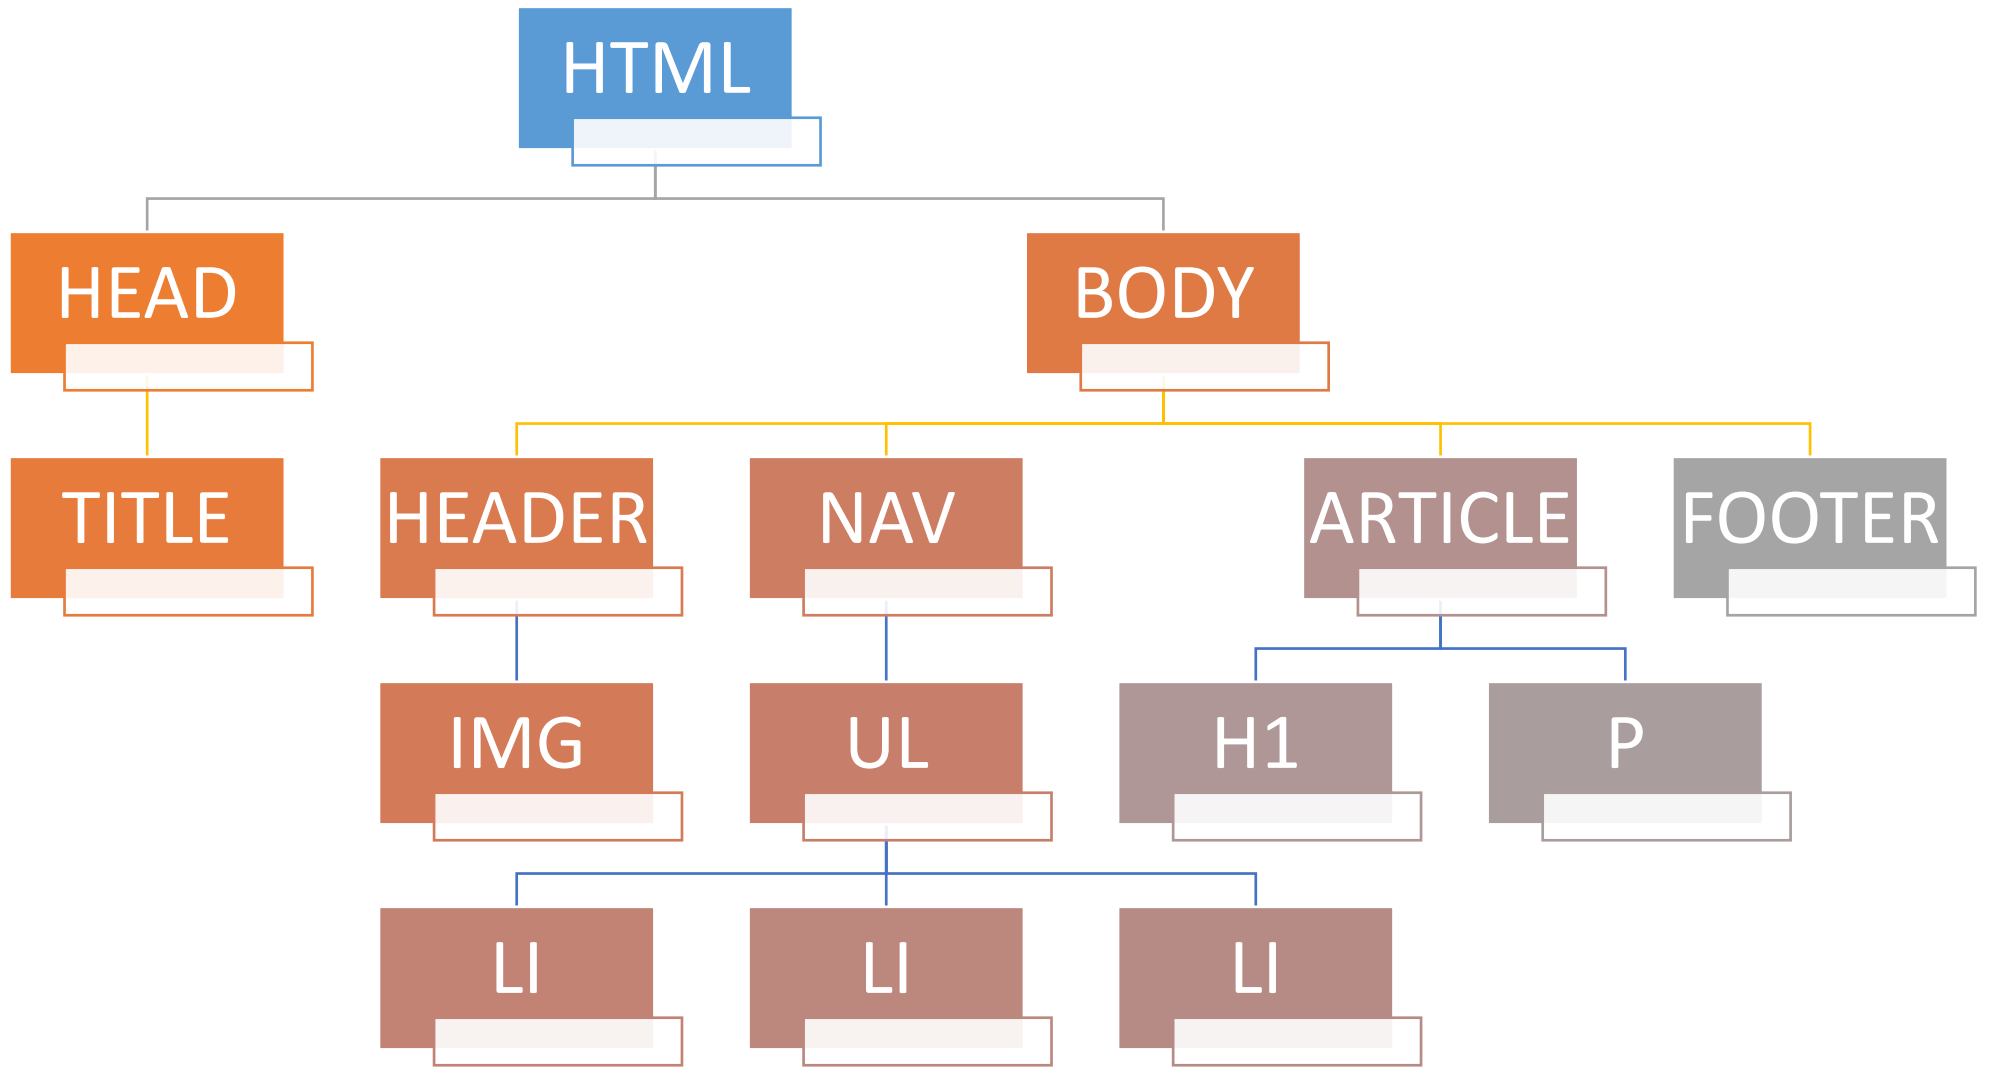 HTML
HEAD
BODY
TITLE
HEADER
NAV
ARTICLE
FOOTER
IMG
UL
H1
P
LI
LI
LI